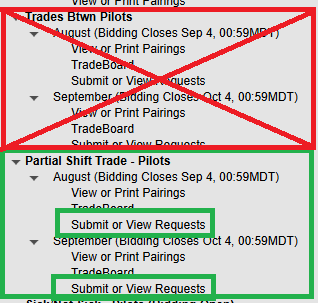 View or Print Pairings
Trades Btwn Pilots
August (Bidding Closes Sep 4, 00:59MDT)
View or Print Pairings
TradeBoard
Submit or View Requests
September (Bidding Closes Oct 4, 00:59MDT)
View or Print Pairings
TradeBoard
Submit or View Requests
Partial Shift Trade - Pilots
August (Bidding Closes Sep 4, 00:59MDT)
View or Print Pairings
TradeBoard
Submit or View Requests
September (Bidding Closes Oct 4, 00:59MDT)
View or Print Pairings
TradeBoard
Submit or View Requests